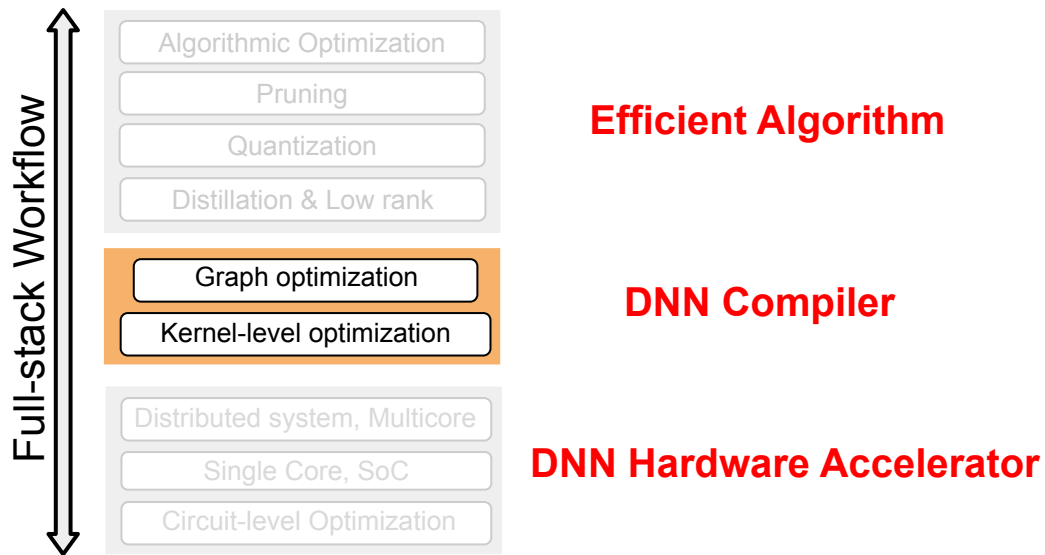 Full-stack Workflow
Algorithmic Optimization
Pruning
Quantization
Distillation & Low rank
Efficient Algorithm
Graph optimization
Kernel-level optimization
DNN Compiler
Distributed system, Multicore
Single Core, SoC
Circuit-level Optimization
DNN Hardware Accelerator